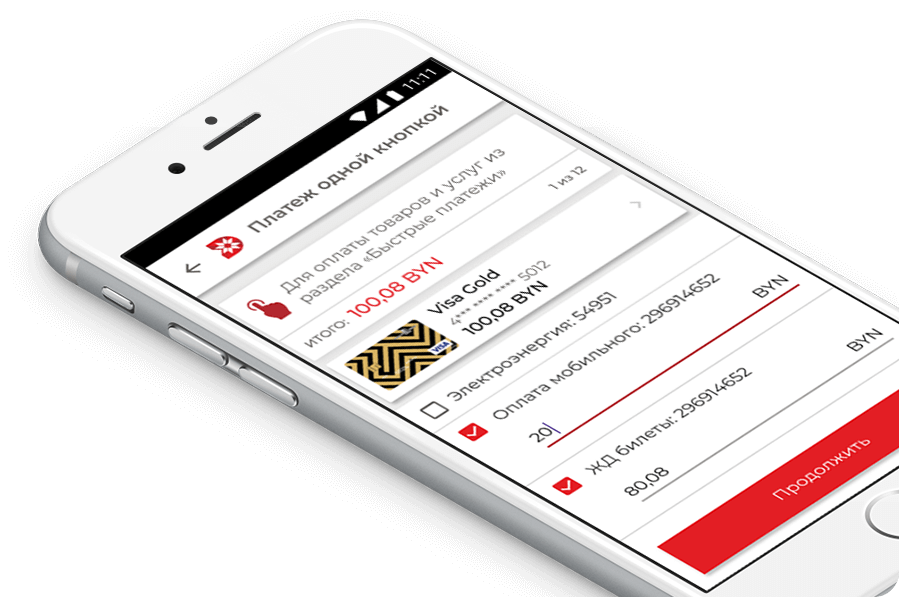 11:11
Платеж одной кнопкой
Для оплаты товаров и услуг из
раздела «Быстрые платежи»
итого: 100,08 BYN
1 из 12
Visa Gold
4*** **** **** 5012
100,08 BYN
VISA
Электроэнергия: 54951
Оплата мобильного: 296914652
20 BYN
ЖД билеты: 296914652
80,08 BYN
Продолжить